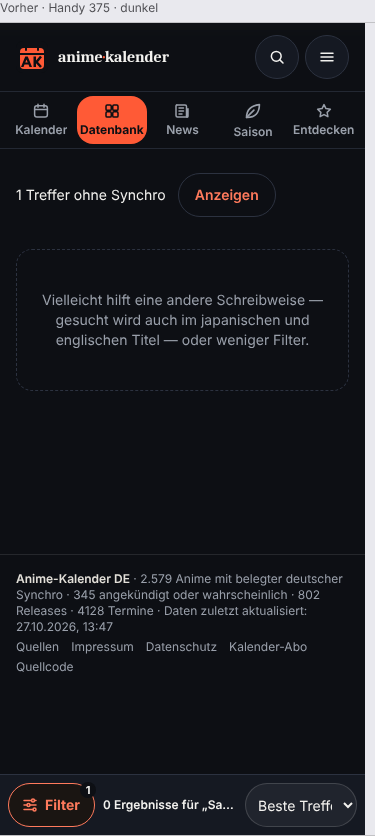 Vorher · Handy 375 · dunkel
AK anime·kalender
Kalender Datenbank News Saison Entdecken
1 Treffer ohne Synchro Anzeigen
Vielleicht hilft eine andere Schreibweise —
gesucht wird auch im japanischen und
englischen Titel — oder weniger Filter.
Anime-Kalender DE · 2.579 Anime mit belegter deutscher
Synchro · 345 angekündigt oder wahrscheinlich · 802
Releases · 4128 Termine · Daten zuletzt aktualisiert:
27.10.2026, 13:47
Quellen Impressum Datenschutz Kalender-Abo
Quellcode
Filter 1 0 Ergebnisse für „Sa… Beste Treff